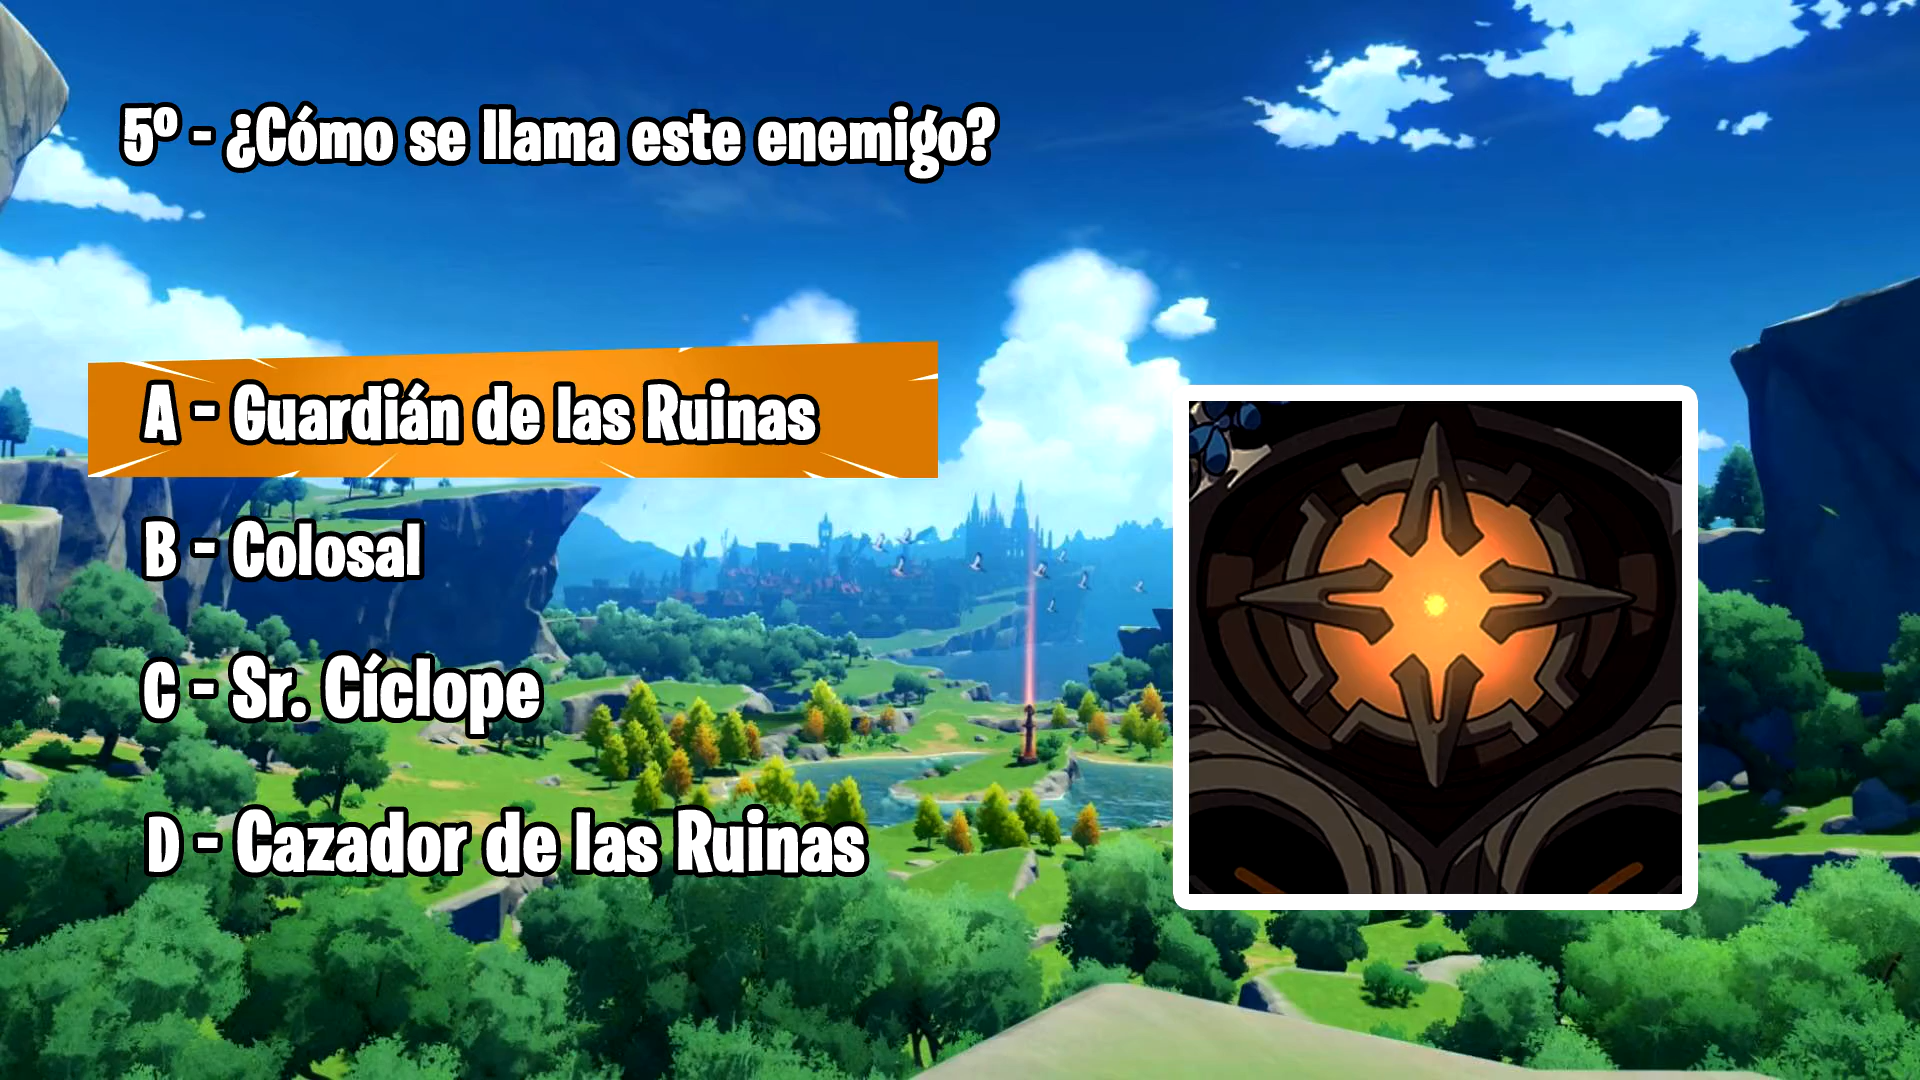 5º - ¿Cómo se llama este enemigo?
A - Guardián de las Ruinas
B - Colosal
C - Sr. Cíclope
D - Cazador de las Ruinas